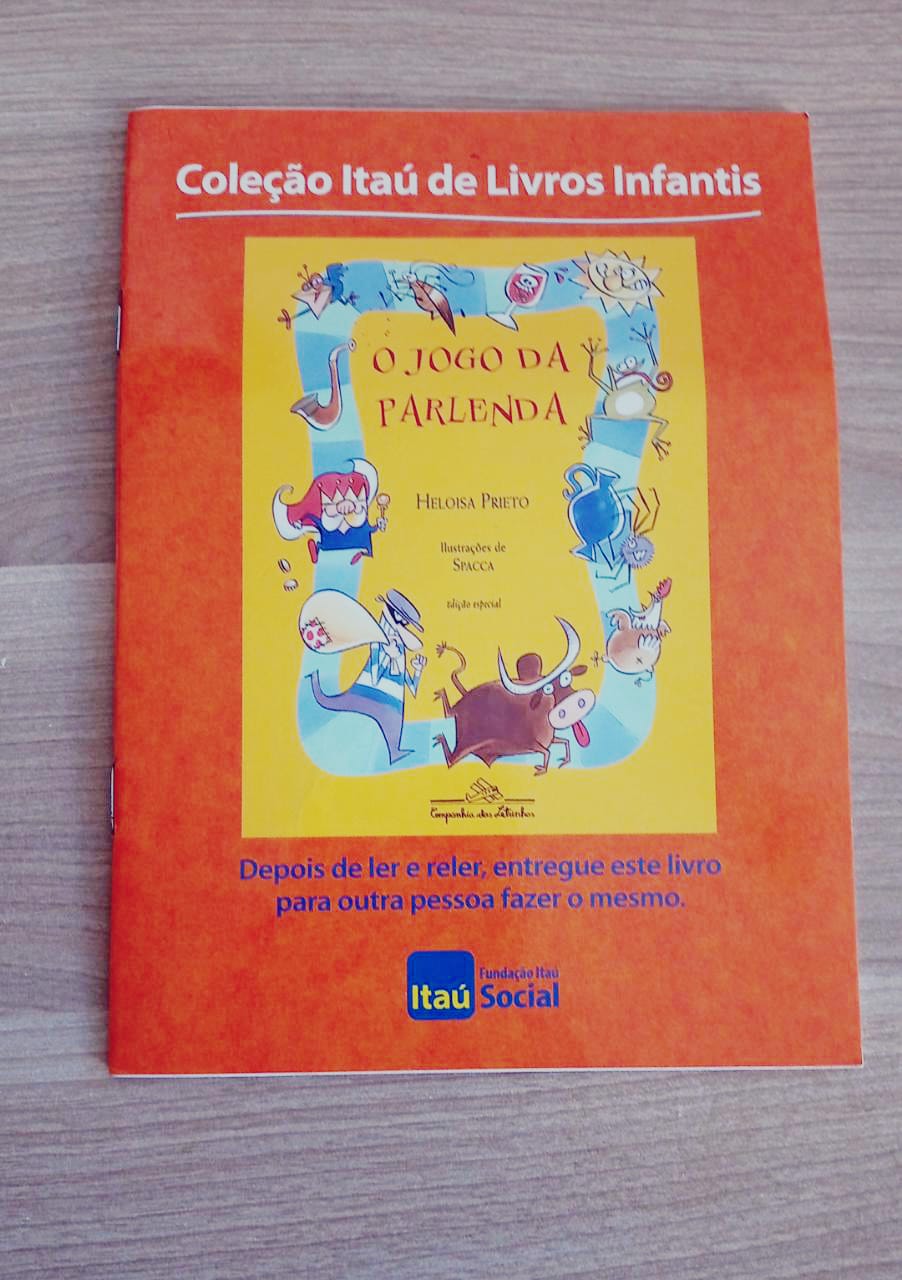 Coleção Itaú de Livros Infantis
O JOGO DA
PARLENDA
HELOISA PRIETO
Ilustrações de
SPACCA
edição especial
Companhia das Letrinhas
Depois de ler e reler, entregue este livro
para outra pessoa fazer o mesmo.
Itaú
Fundação Itaú
Social